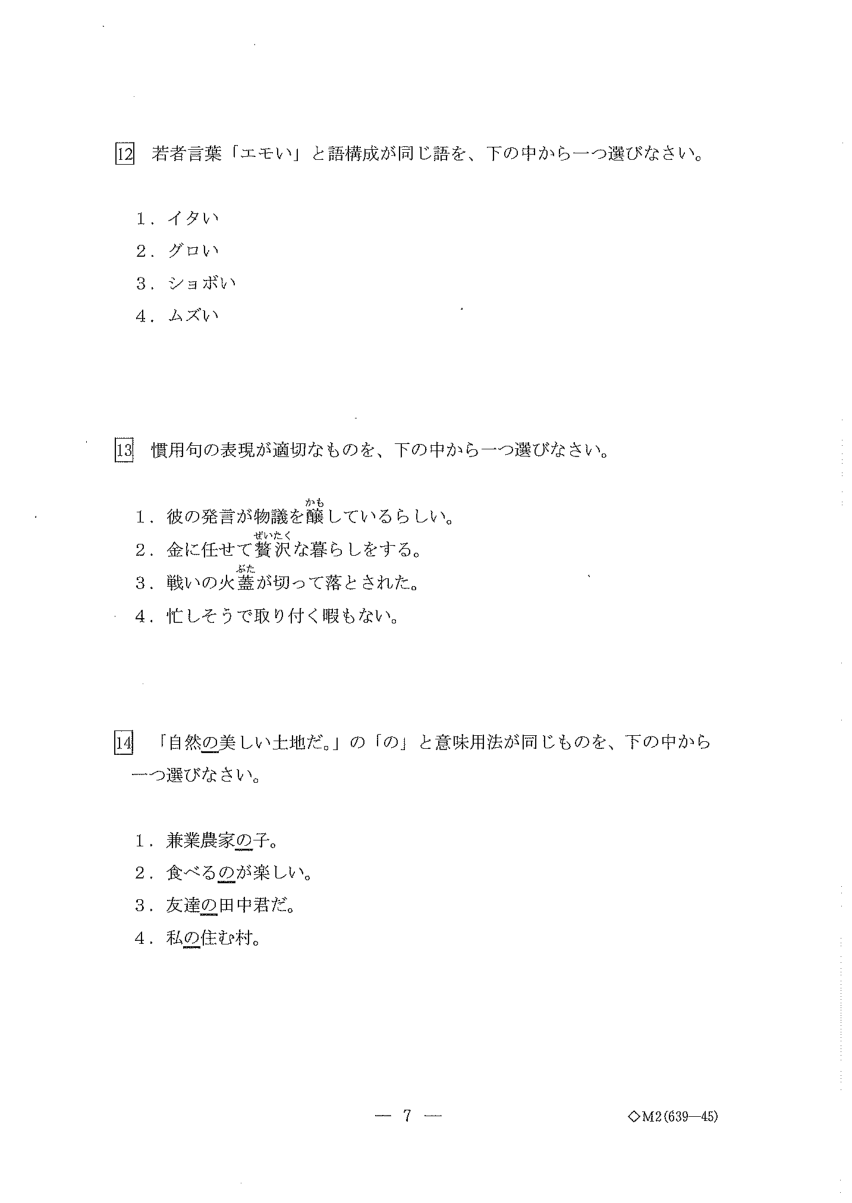 12 若者言葉「エモい」と語構成が同じ語を、下の中から一つ選びなさい。
１．イタい
２．グロい
３．ショボい
４．ムズい
13 慣用句の表現が適切なものを、下の中から一つ選びなさい。
かも
１．彼の発言が物議を醸しているらしい。
ぜいたく
２．金に任せて贅沢な暮らしをする。
ぶた
３．戦いの火蓋が切って落とされた。
４．忙しそうで取り付く暇もない。
14 「自然の美しい土地だ。」の「の」と意味用法が同じものを、下の中から
一つ選びなさい。
１．兼業農家の子。
２．食べるのが楽しい。
３．友達の田中君だ。
４．私の住む村。
― 7 ―
◇M2(639―45)